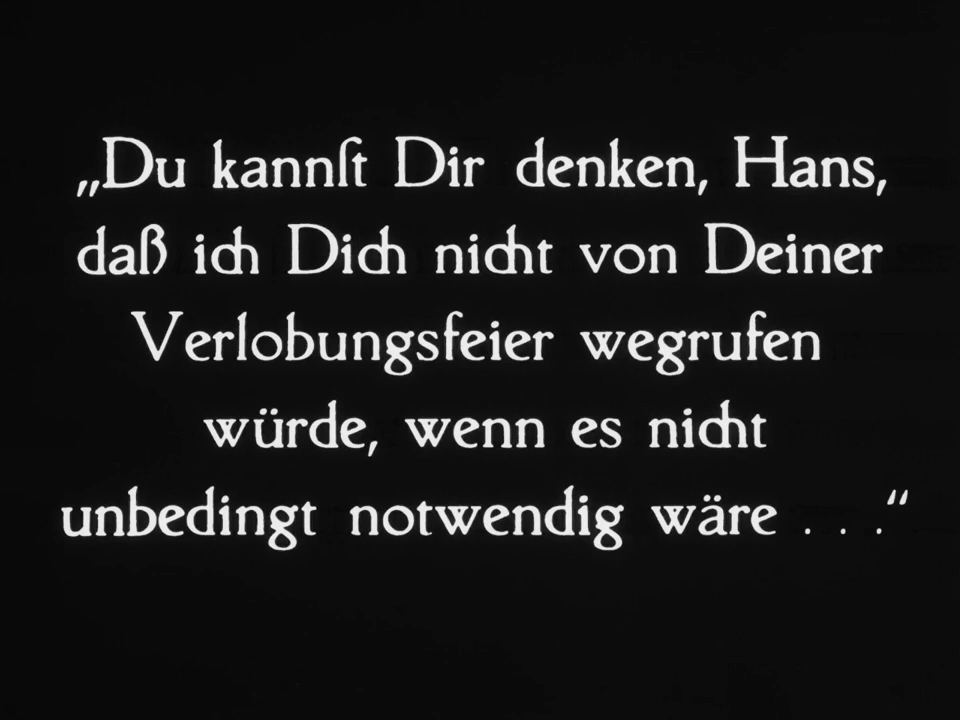 „Du kannſt Dir denken, Hans,
daß ich Dich nicht von Deiner
Verlobungsfeier wegrufen
würde, wenn es nicht
unbedingt notwendig wäre . . .“